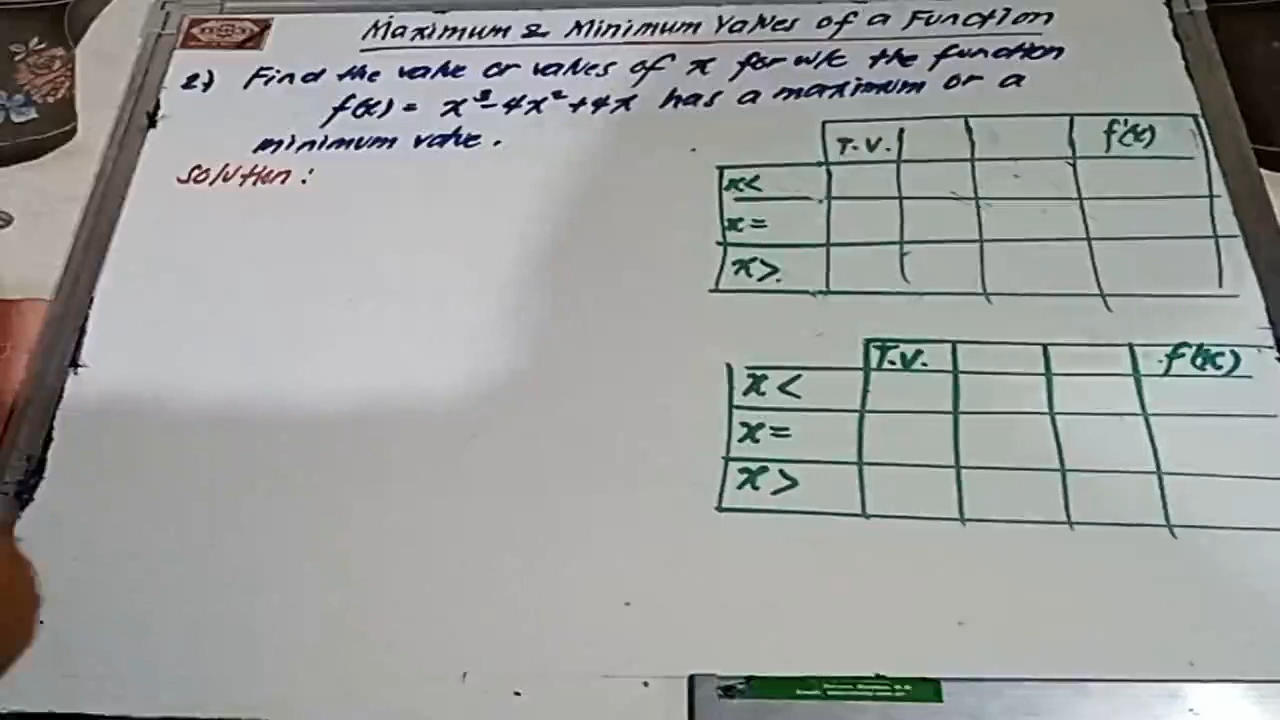 Maximum & Minimum Values of a Function
2) Find the value or values of x for w/c the function
f(x) = x³-4x²+4x has a maximum or a
minimum value.
Solution:
T.V. f'(x)
x<
x=
x>
T.V. f'(x)
x<
x=
x>